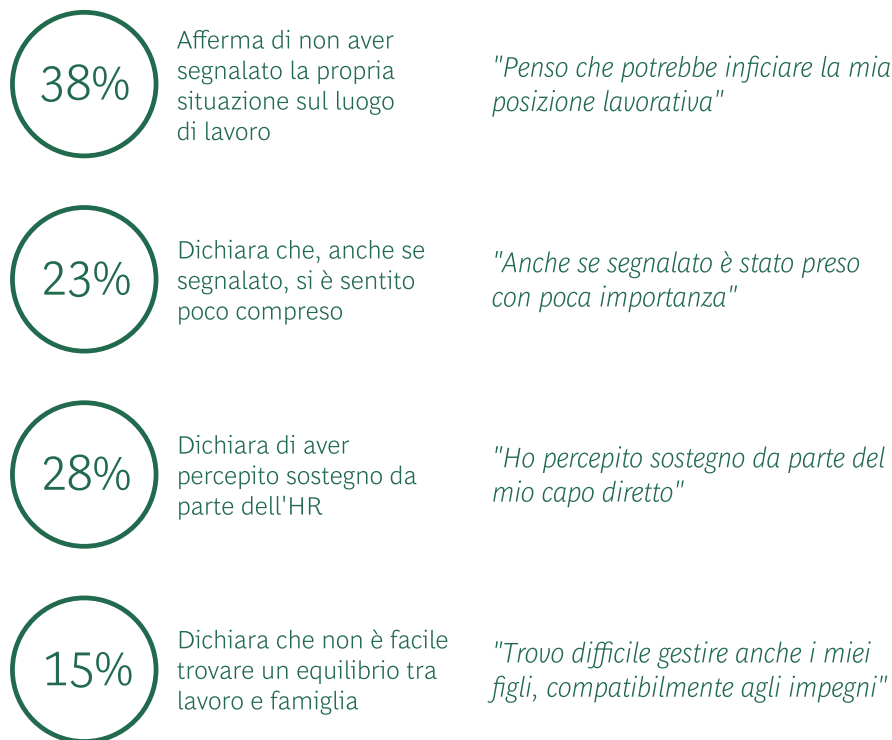 38%
Afferma di non aver
segnalato la propria
situazione sul luogo
di lavoro
"Penso che potrebbe inficiare la mia
posizione lavorativa"
23%
Dichiara che, anche se
segnalato, si è sentito
poco compreso
"Anche se segnalato è stato preso
con poca importanza"
28%
Dichiara di aver
percepito sostegno da
parte dell'HR
"Ho percepito sostegno da parte del
mio capo diretto"
15%
Dichiara che non è facile
trovare un equilibrio tra
lavoro e famiglia
"Trovo difficile gestire anche i miei
figli, compatibilmente agli impegni"